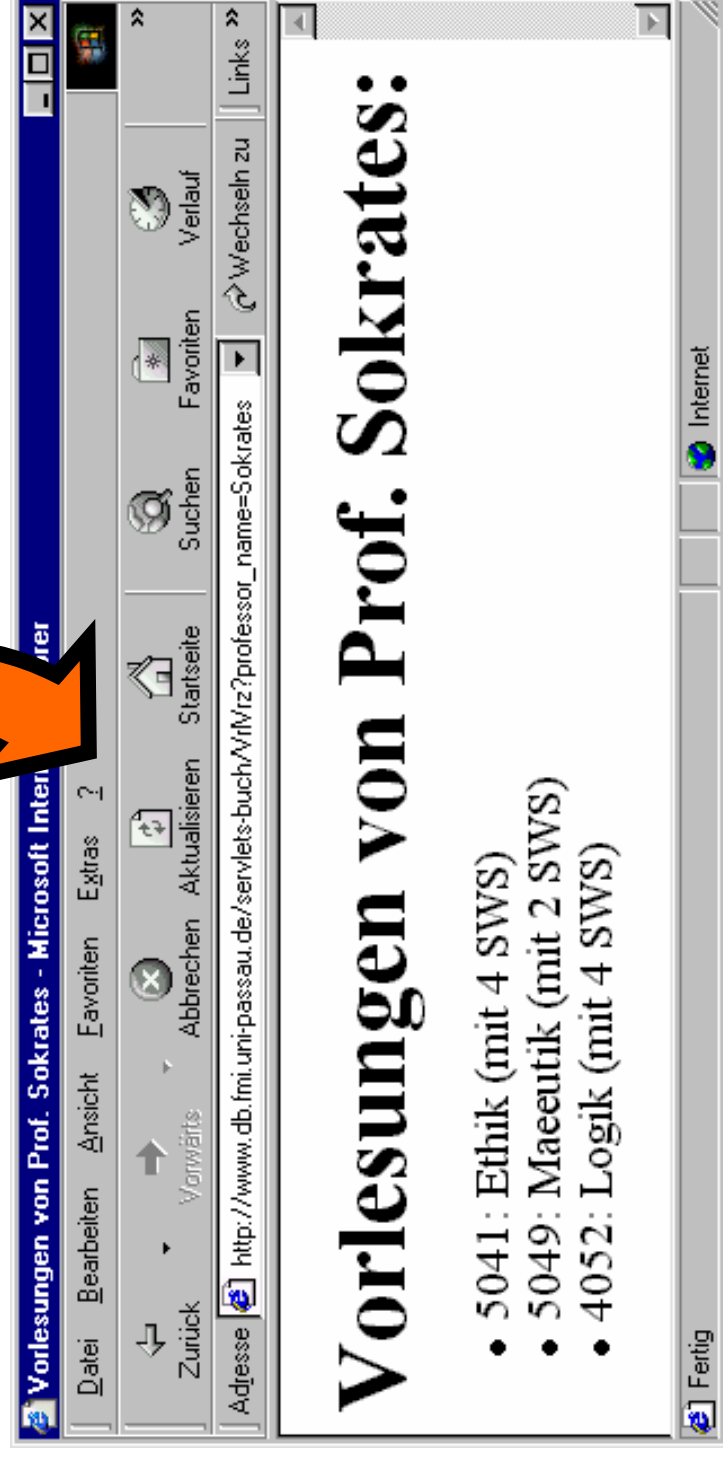 Vorlesungen von Prof. Sokrates - Microsoft Inter rer
Datei Bearbeiten Ansicht Favoriten Extras ?
Zurück Vorwärts Abbrechen Aktualisieren Startseite Suchen Favoriten Verlauf »
Adresse http://www.db.fmi.uni-passau.de/servlets-buch/VrlVrz?professor_name=Sokrates Wechseln zu Links »
Vorlesungen von Prof. Sokrates:
• 5041: Ethik (mit 4 SWS)
• 5049: Maeeutik (mit 2 SWS)
• 4052: Logik (mit 4 SWS)
Fertig Internet